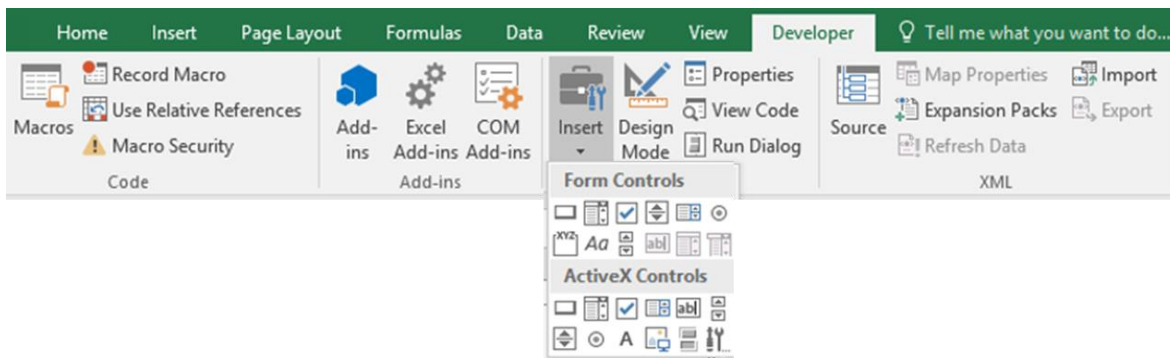 Home Insert Page Layout Formulas Data Review View Developer Tell me what you want to do...
Record Macro
Use Relative References
Macro Security
Macros
Code
Add-
ins
Excel
Add-ins
COM
Add-ins
Add-ins
Insert
Design
Mode
Properties
View Code
Run Dialog
Source
Map Properties
Expansion Packs
Refresh Data
Import
Export
XML
Form Controls
XYZ
Aa
ab
ActiveX Controls
ab
A